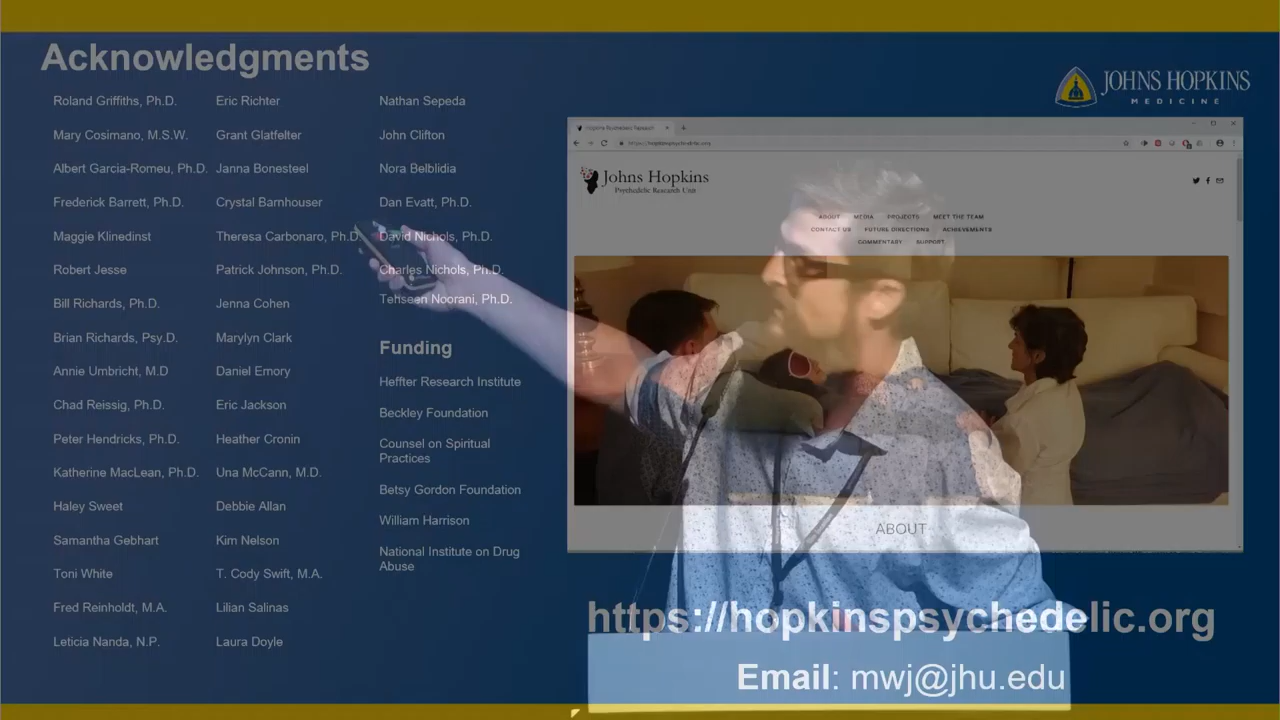 Acknowledgments
Roland Griffiths, Ph.D.
Mary Cosimano, M.S.W.
Albert Garcia-Romeu, Ph.D.
Frederick Barrett, Ph.D.
Maggie Klinedinst
Robert Jesse
Bill Richards, Ph.D.
Brian Richards, Psy.D.
Annie Umbricht, M.D
Chad Reissig, Ph.D.
Peter Hendricks, Ph.D.
Katherine MacLean, Ph.D.
Haley Sweet
Samantha Gebhart
Toni White
Fred Reinholdt, M.A.
Leticia Nanda, N.P.
Eric Richter
Grant Glatfelter
Janna Bonesteel
Crystal Barnhouser
Theresa Carbonaro, Ph.D.
Patrick Johnson, Ph.D.
Jenna Cohen
Marylyn Clark
Daniel Emory
Eric Jackson
Heather Cronin
Una McCann, M.D.
Debbie Allan
Kim Nelson
T. Cody Swift, M.A.
Lilian Salinas
Laura Doyle
Nathan Sepeda
John Clifton
Nora Belblidia
Dan Evatt, Ph.D.
David Nichols, Ph.D.
Charles Nichols, Ph.D.
Tehseen Noorani, Ph.D.
Funding
Heffter Research Institute
Beckley Foundation
Counsel on Spiritual
Practices
Betsy Gordon Foundation
William Harrison
National Institute on Drug
Abuse
JOHNS HOPKINS
MEDICINE
Johns Hopkins
Psychedelic Research Unit
ABOUT MEDIA PROJECTS MEET THE TEAM
CONTACT US FUTURE DIRECTIONS ACHIEVEMENTS
COMMENTARY SUPPORT
ABOUT
https://hopkinspsychedelic.org
Email: mwj@jhu.edu